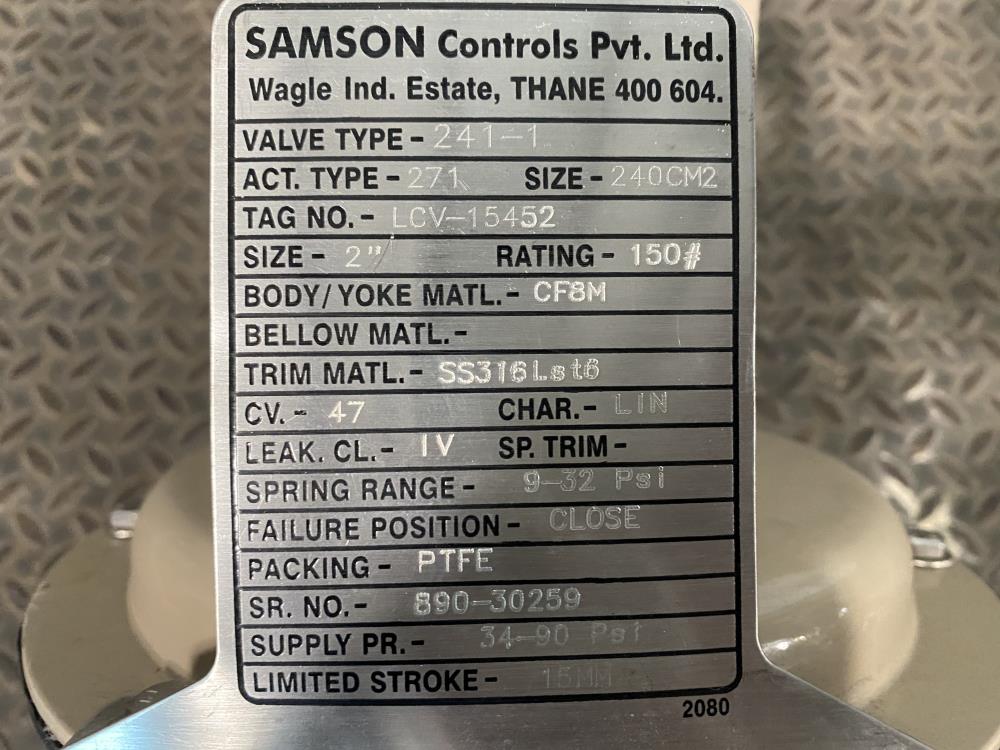 SAMSON Controls Pvt. Ltd.
Wagle Ind. Estate, THANE 400 604.
VALVE TYPE - 241-1
ACT. TYPE - 271 SIZE - 240CM2
TAG NO. - LCV-15452
SIZE - 2" RATING - 150#
BODY/ YOKE MATL. - CF8M
BELLOW MATL. -
TRIM MATL. - SS316Lst6
CV. - 47 CHAR. - LIN
LEAK. CL. - IV SP. TRIM -
SPRING RANGE - 9-32 Psi
FAILURE POSITION - CLOSE
PACKING - PTFE
SR. NO. - 890-30259
SUPPLY PR. - 34-90 Psi
LIMITED STROKE - 15MM
2080